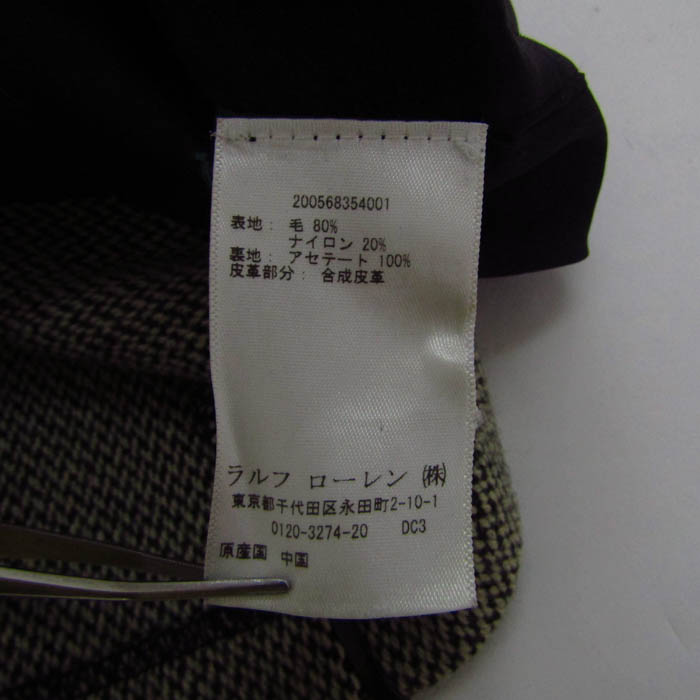 200568354001
表地: 毛 80%
ナイロン 20%
裏地: アセテート 100%
皮革部分: 合成皮革
ラルフ ローレン ㈱
東京都千代田区永田町2-10-1
0120-3274-20 DC3
原産国 中国